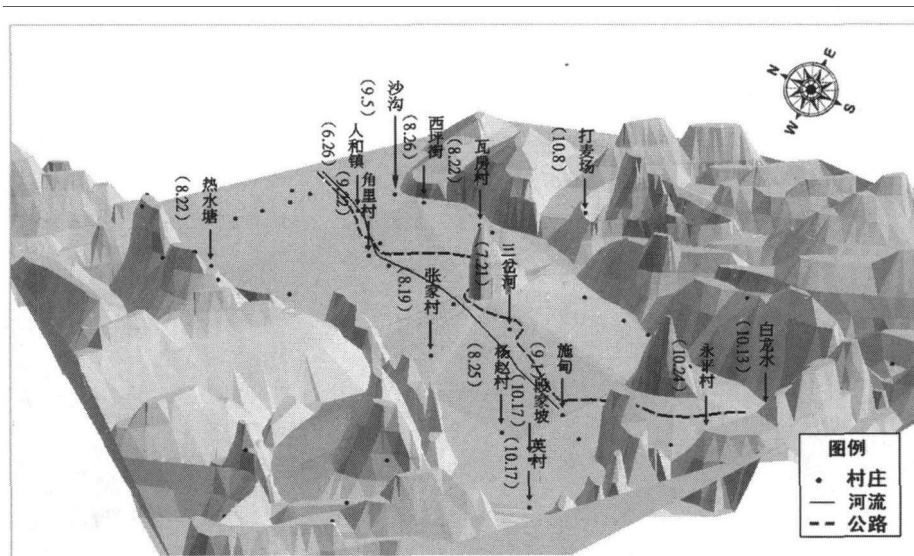 N
E
S
W
沙沟
(9.5)
西坪街
(8.26)
人和镇
(6.26)
角里村
(9.22)
瓦房村
(8.22)
打麦场
(10.8)
热水塘
(8.22)
三岔河
(7.21)
张家村
(8.19)
杨赵村
(8.25)
施甸
段家坡
(10.17)
英村
(10.17)
永平村
(10.24)
白龙水
(10.13)
图例
村庄
河流
公路